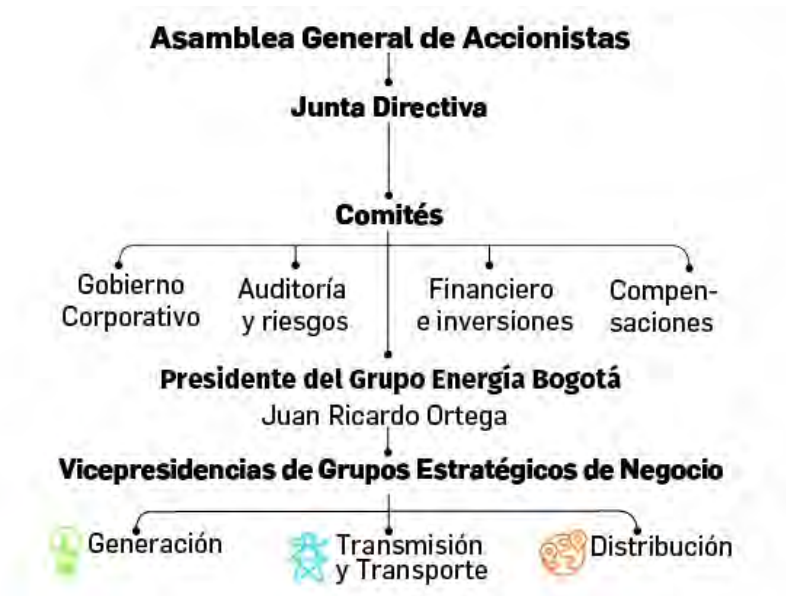 Asamblea General de Accionistas
Junta Directiva
Comités
Gobierno
Corporativo
Auditoría
y riesgos
Financiero
e inversiones
Compen-
saciones
Presidente del Grupo Energía Bogotá
Juan Ricardo Ortega
Vicepresidencias de Grupos Estratégicos de Negocio
Generación
Transmisión
y Transporte
Distribución